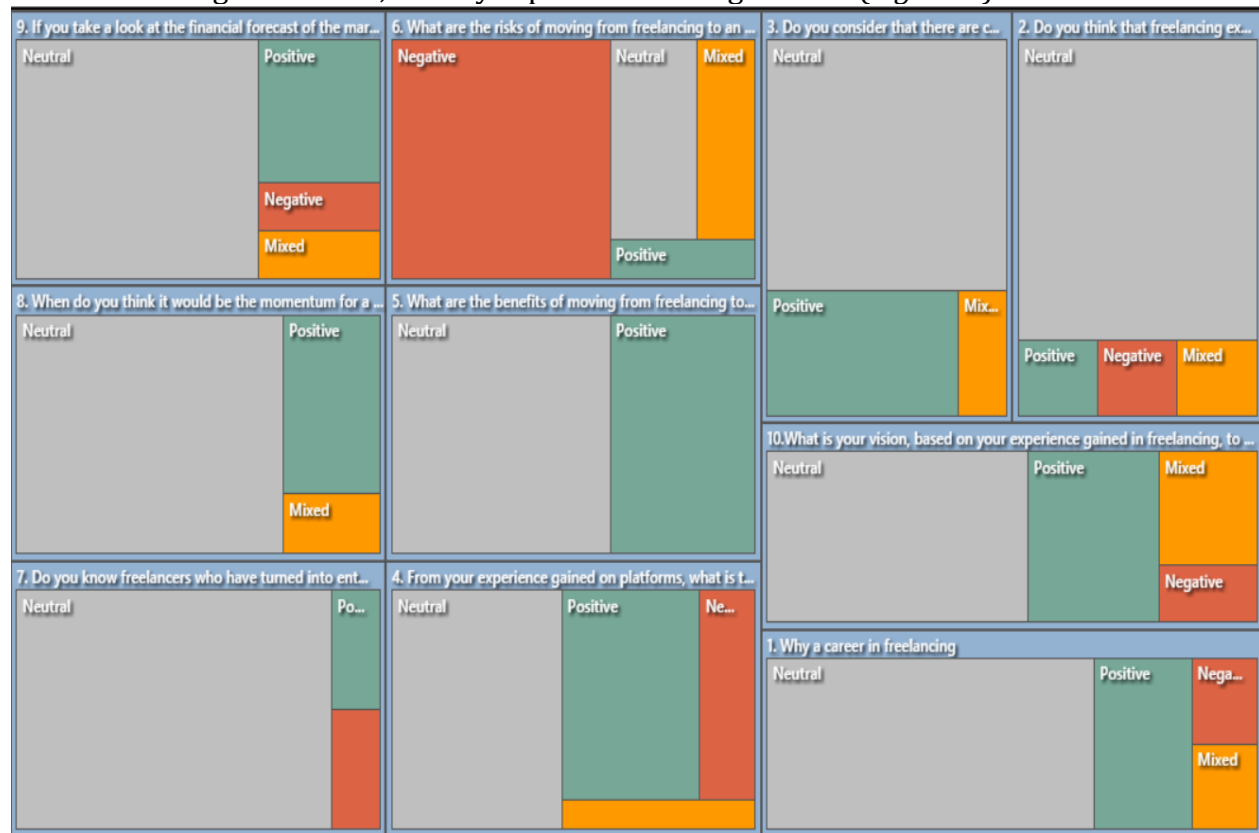 9. If you take a look at the financial forecast of the mar...
Neutral
Positive
Negative
Mixed
6. What are the risks of moving from freelancing to an ...
Negative
Neutral
Mixed
Positive
3. Do you consider that there are c...
Neutral
Positive
Mix...
2. Do you think that freelancing ex...
Neutral
Positive
Negative
Mixed
8. When do you think it would be the momentum for a ...
Neutral
Positive
Mixed
5. What are the benefits of moving from freelancing to...
Neutral
Positive
10.What is your vision, based on your experience gained in freelancing, to ...
Neutral
Positive
Mixed
Negative
7. Do you know freelancers who have turned into ent...
Neutral
Po...
4. From your experience gained on platforms, what is t...
Neutral
Positive
Ne...
1. Why a career in freelancing
Neutral
Positive
Nega...
Mixed